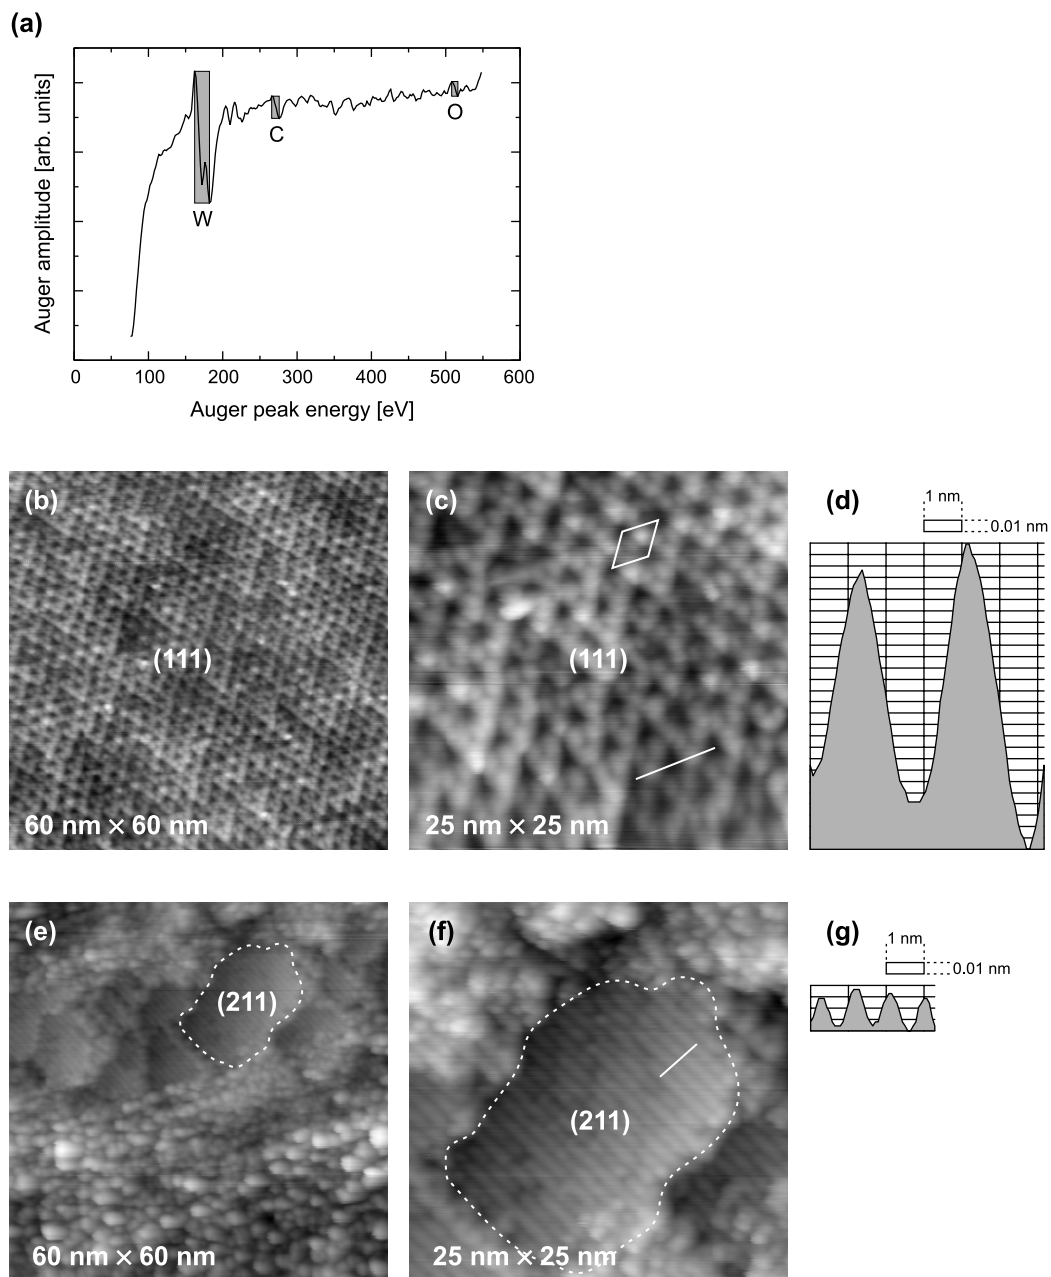 (a)
Auger amplitude [arb. units]
W
C
O
0 100 200 300 400 500 600
Auger peak energy [eV]
(b)
(111)
60 nm × 60 nm
(c)
(111)
25 nm × 25 nm
(d)
1 nm
0.01 nm
(e)
(211)
60 nm × 60 nm
(f)
(211)
25 nm × 25 nm
(g)
1 nm
0.01 nm